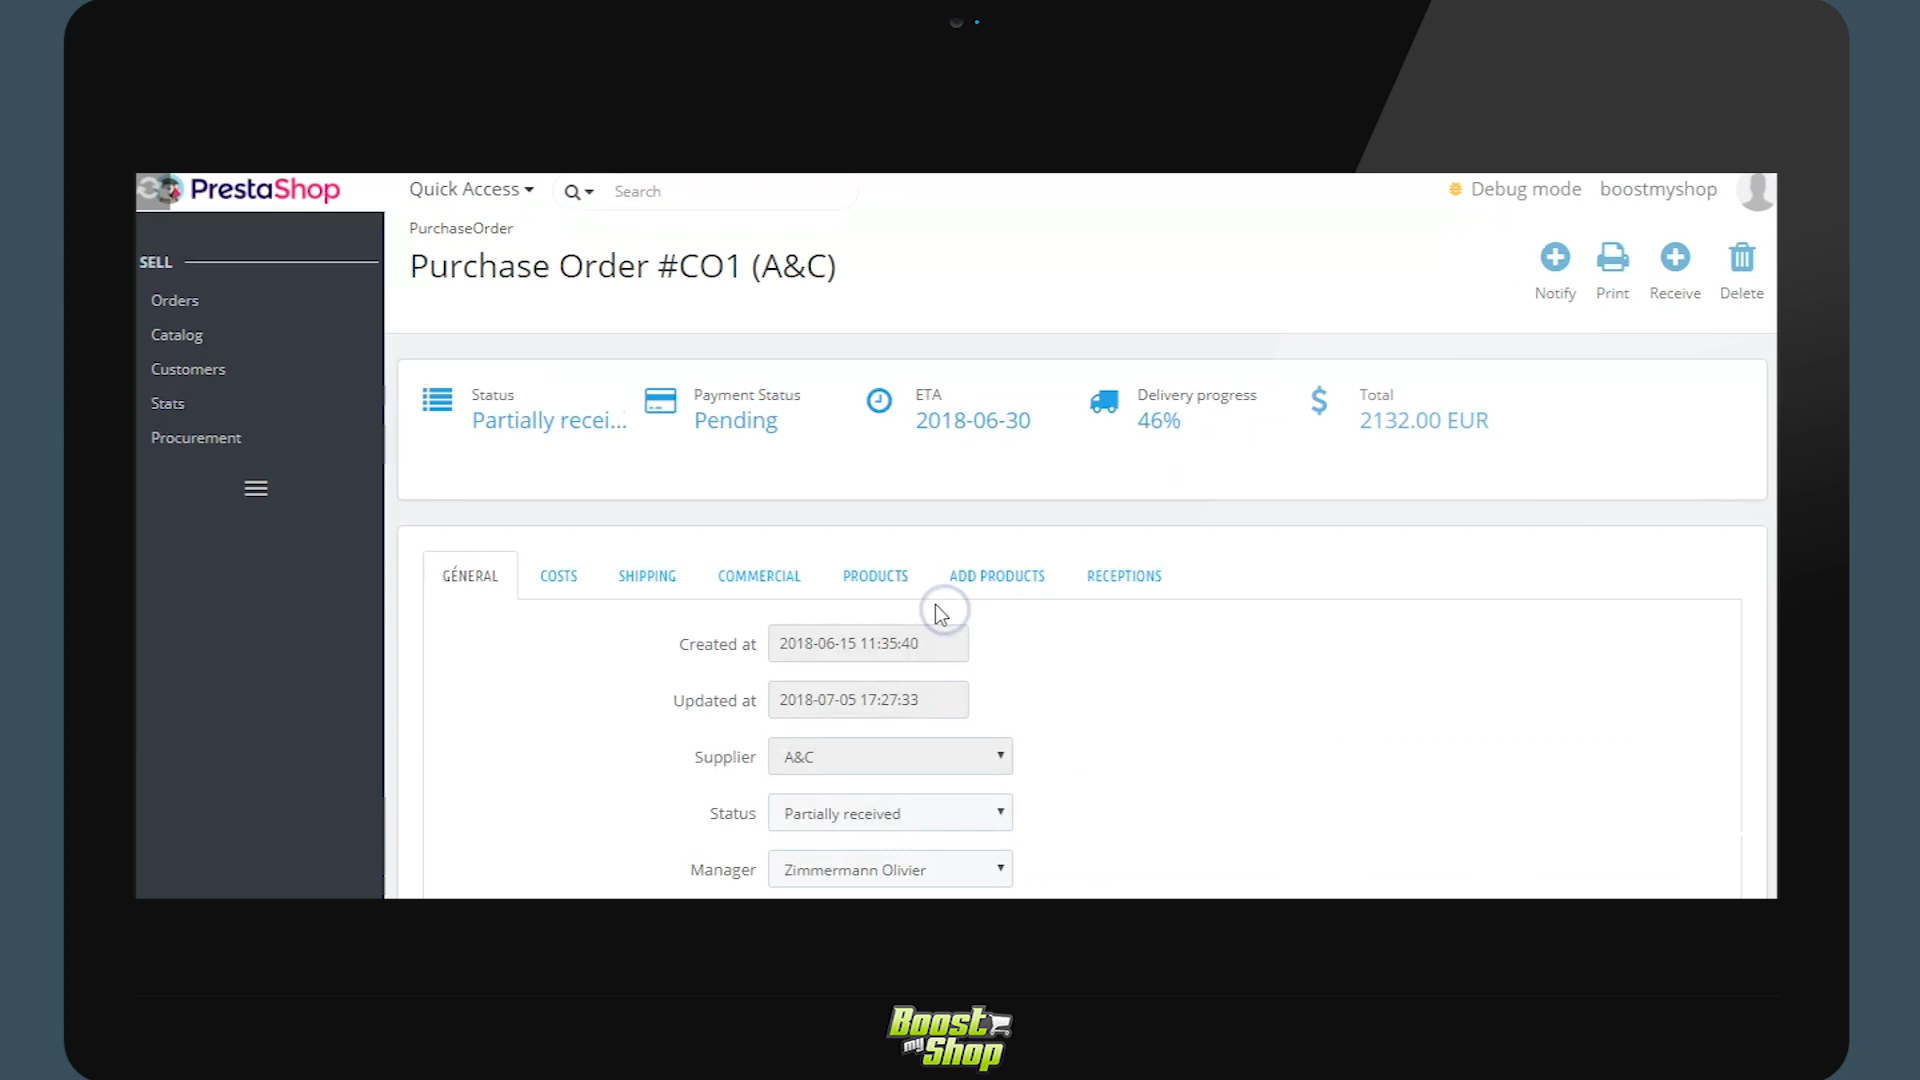 PrestaShop
Quick Access
Search
Debug mode
boostmyshop
PurchaseOrder
Purchase Order #CO1 (A&C)
Notify
Print
Receive
Delete
SELL
Orders
Catalog
Customers
Stats
Procurement
Status
Partially recei...
Payment Status
Pending
ETA
2018-06-30
Delivery progress
46%
Total
2132.00 EUR
GÉNERAL
COSTS
SHIPPING
COMMERCIAL
PRODUCTS
ADD PRODUCTS
RECEPTIONS
Created at
2018-06-15 11:35:40
Updated at
2018-07-05 17:27:33
Supplier
A&C
Status
Partially received
Manager
Zimmermann Olivier
Boost
my Shop